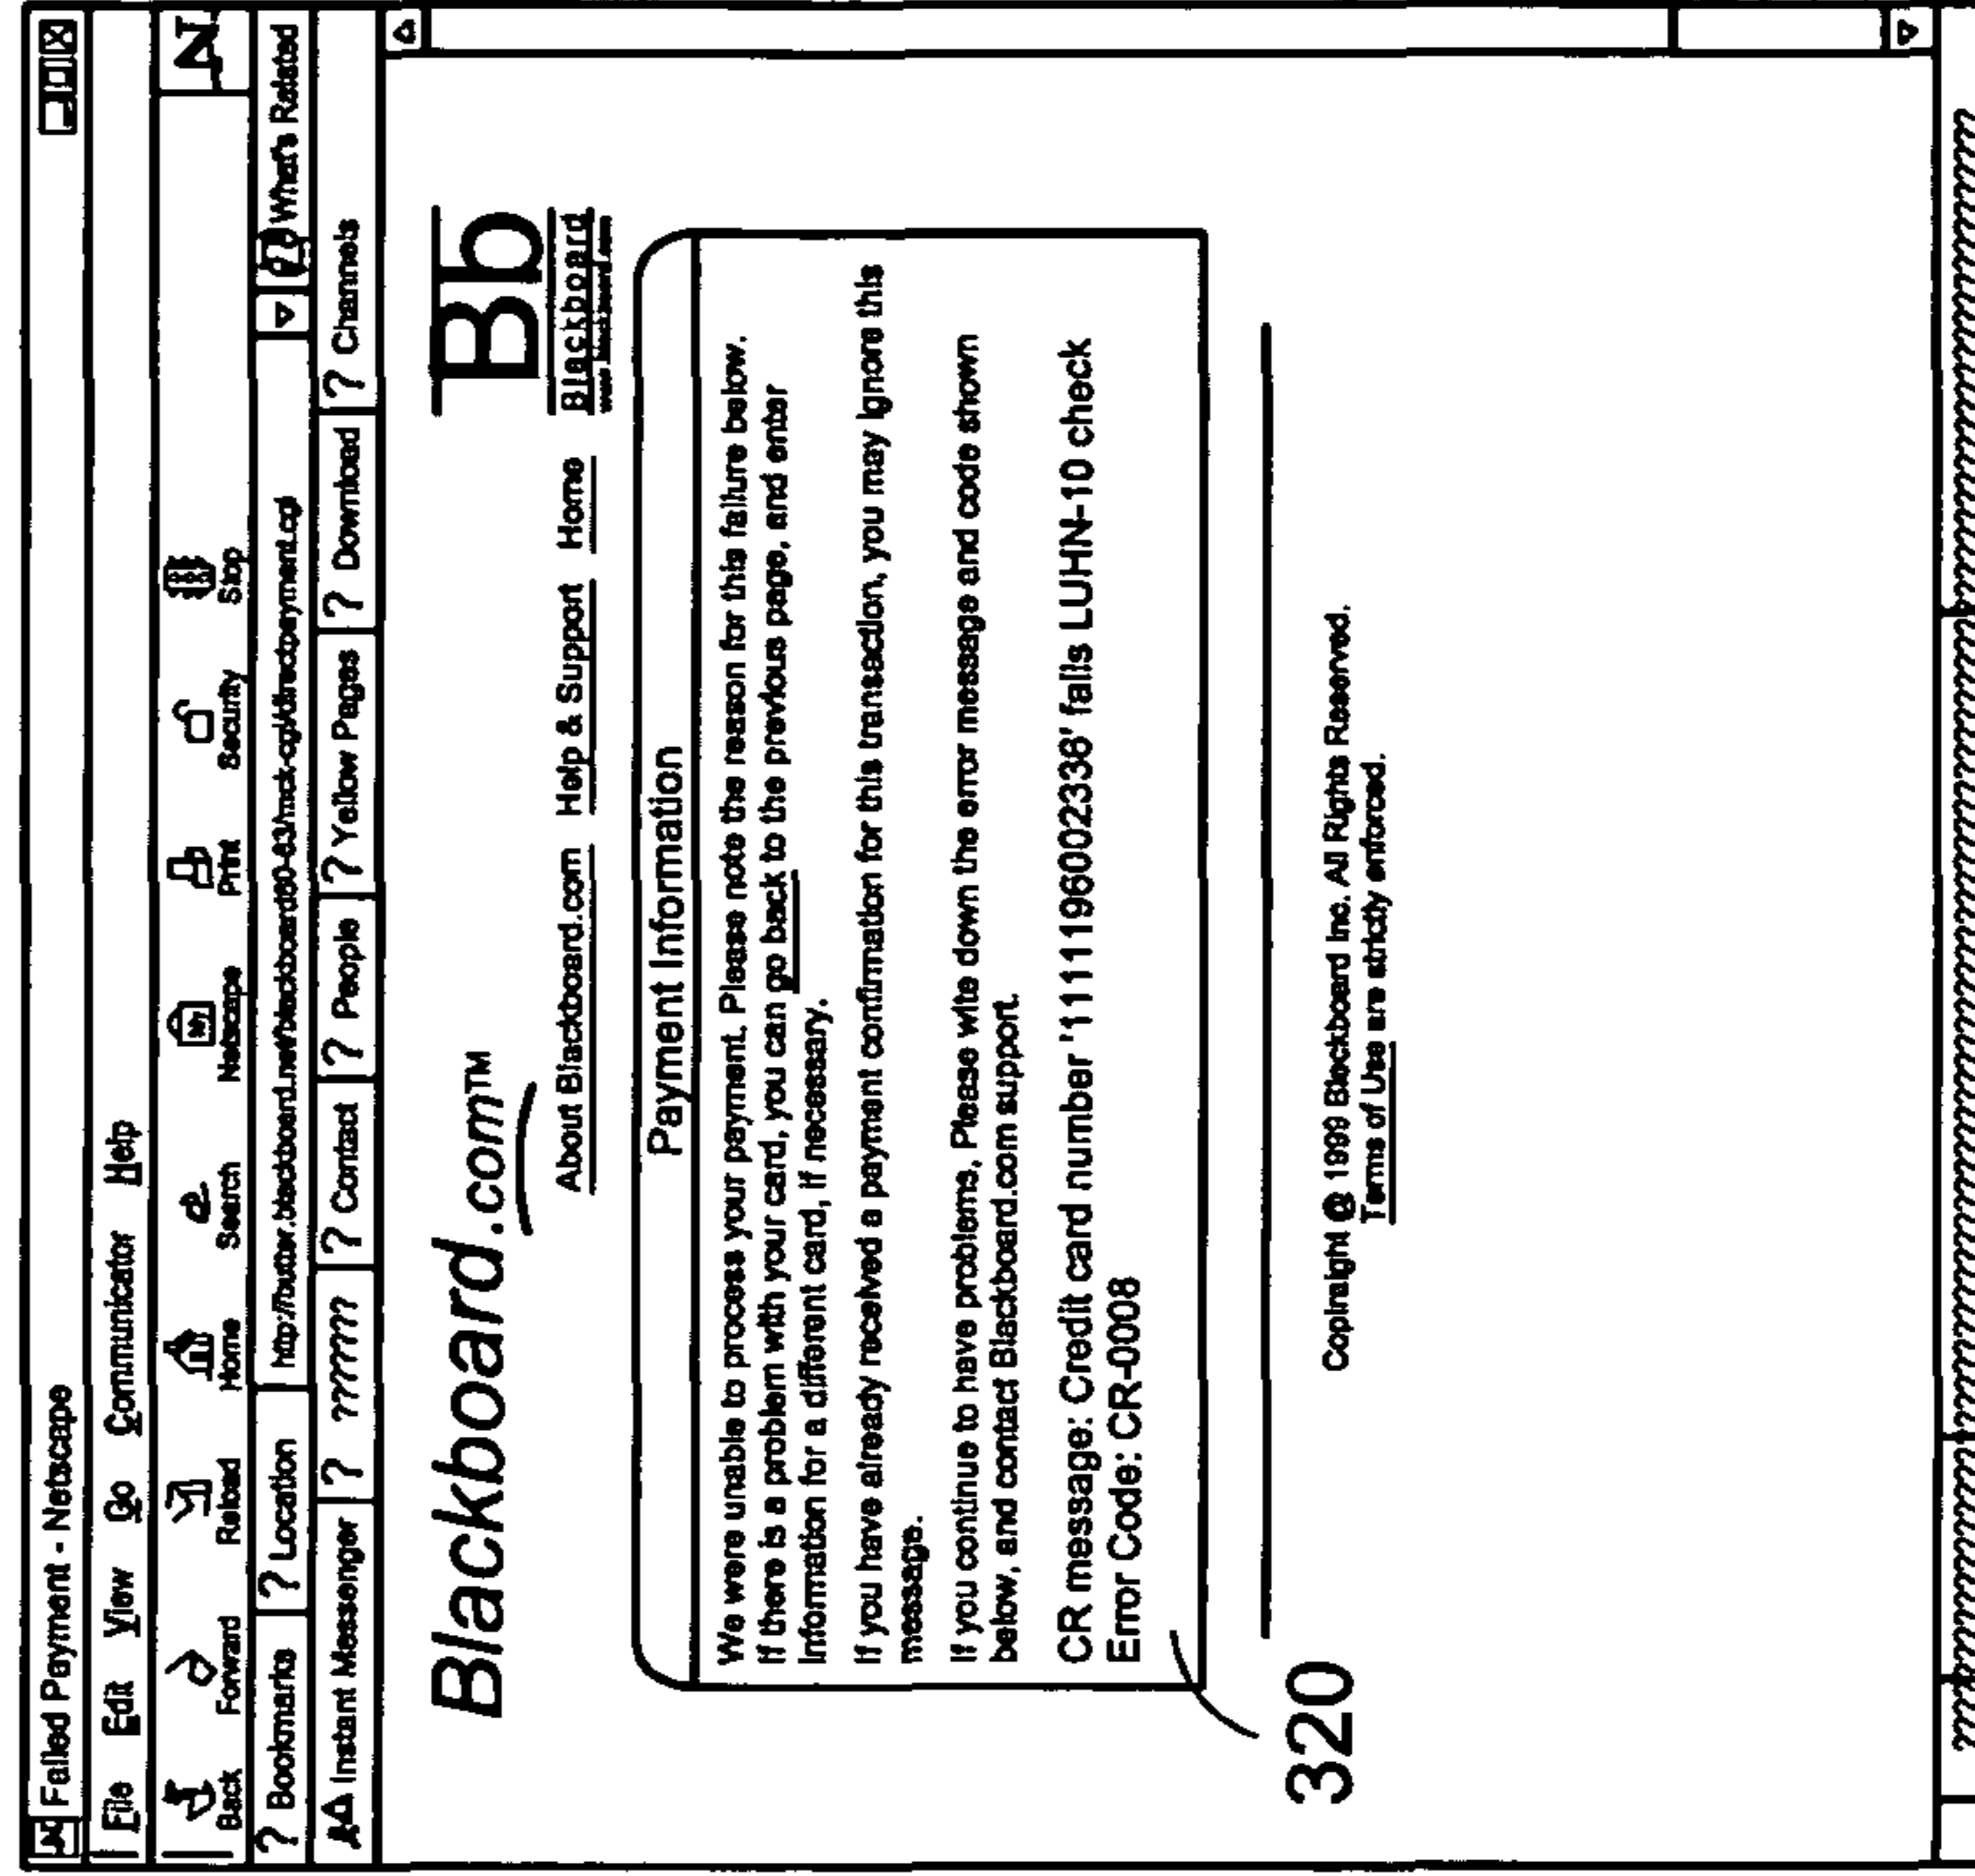 Failed Payment - Netscape
File Edit View Go Communicator Help
Back Forward Reload Home Search Netscape Print Security Stop
N
? Bookmarks ? Location What's Related
Instant Messenger ? ??????? ? Contact ? People ? Yellow Pages ? Download ? Channels
Blackboard.com™
Bb
Blackboard
About Blackboard.com Help & Support Home
Payment Information
We were unable to process your payment. Please note the reason for this failure below.
If there is a problem with your card, you can go back to the previous page, and enter
information for a different card, if necessary.
If you have already received a payment confirmation for this transaction, you may ignore this
message.
If you continue to have problems, Please wite down the error message and code shown
below, and contact Blackboard.com support.
CR message: Credit card number '11111196002338' fails LUHN-10 check
Error Code: CR-0008
320
@ 1999 Blackboard Inc. All Rights Reserved.
Terms of Use are strictly enforced.